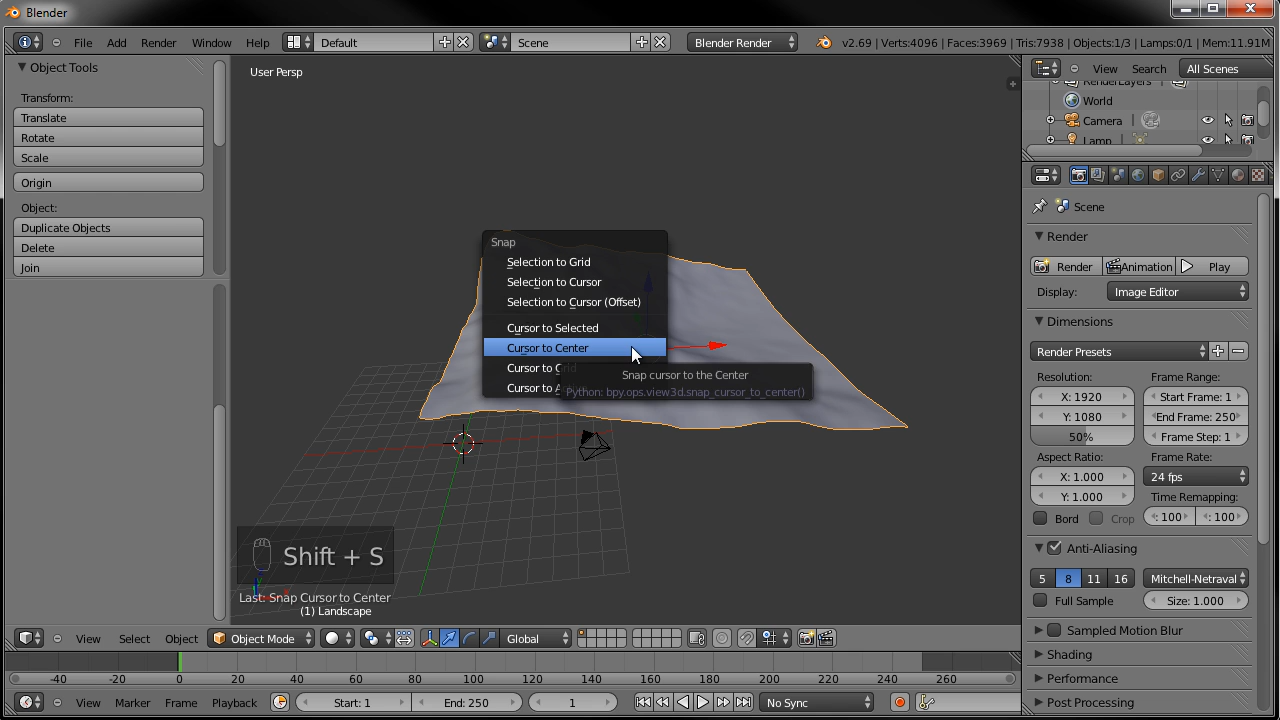 Blender
File Add Render Window Help Default Scene Blender Render v2.69 | Verts:4096 | Faces:3969 | Tris:7938 | Objects:1/3 | Lamps:0/1 | Mem:11.91M
Object Tools
Transform:
Translate
Rotate
Scale
Origin
Object:
Duplicate Objects
Delete
Join
User Persp
Snap
Selection to Grid
Selection to Cursor
Selection to Cursor (Offset)
Cursor to Selected
Cursor to Center
Cursor to Grid
Cursor to
Snap cursor to the Center
Python: bpy.ops.view3d.snap_cursor_to_center()
Shift + S
Last: Snap Cursor to Center
(1) Landscape
View Select Object Object Mode Global
-40 -20 0 20 40 60 80 100 120 140 160 180 200 220 240 260
View Marker Frame Playback Start: 1 End: 250 1 No Sync
View Search All Scenes
RenderLayers
World
Camera
Lamp
Scene
Render
Render Animation Play
Display: Image Editor
Dimensions
Render Presets
Resolution: Frame Range:
X: 1920 Start Frame: 1
Y: 1080 End Frame: 250
50% Frame Step: 1
Aspect Ratio: Frame Rate:
X: 1.000 24 fps
Y: 1.000 Time Remapping:
Bord Crop : 100 : 100
Anti-Aliasing
5 8 11 16 Mitchell-Netraval
Full Sample Size: 1.000
Sampled Motion Blur
Shading
Performance
Post Processing